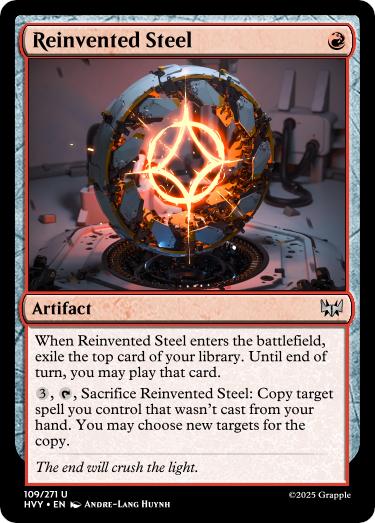 Reinvented Steel
Artifact
When Reinvented Steel enters the battlefield,
exile the top card of your library. Until end of
turn, you may play that card.
3, , Sacrifice Reinvented Steel: Copy target
spell you control that wasn't cast from your
hand. You may choose new targets for the
copy.
The end will crush the light.
109/271 U
HVY • EN Andre-Lang Huynh
©2025 Grapple